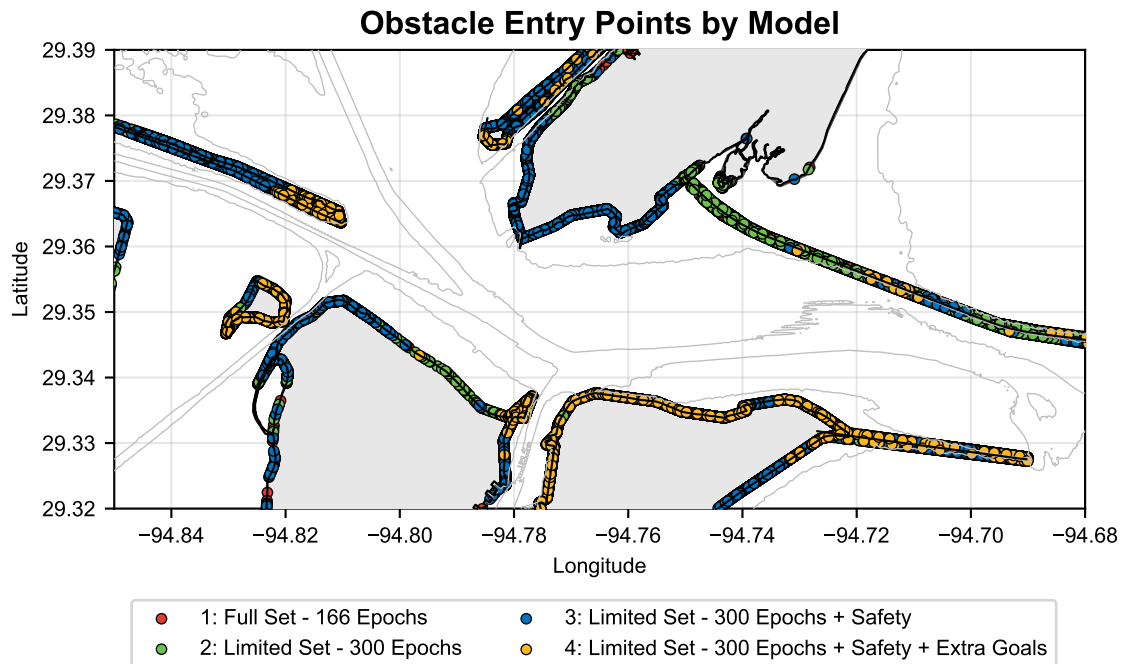 Obstacle Entry Points by Model
29.39
29.38
29.37
29.36
29.35
29.34
29.33
29.32
Latitude
−94.84 −94.82 −94.80 −94.78 −94.76 −94.74 −94.72 −94.70 −94.68
Longitude
1: Full Set - 166 Epochs
2: Limited Set - 300 Epochs
3: Limited Set - 300 Epochs + Safety
4: Limited Set - 300 Epochs + Safety + Extra Goals